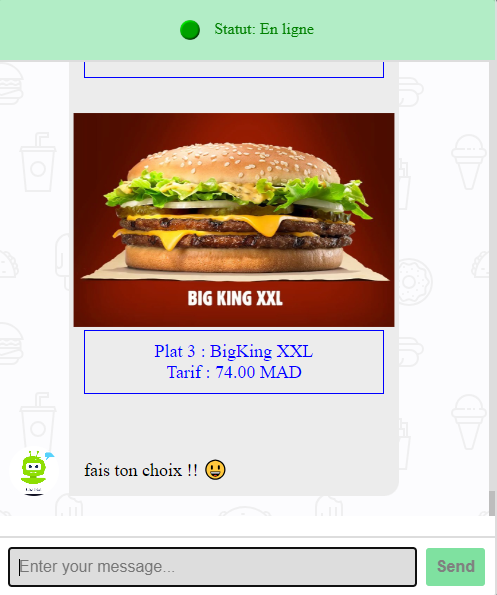 Statut: En ligne
BIG KING XXL
Plat 3 : BigKing XXL
Tarif : 74.00 MAD
fais ton choix !! 😃
Enter your message...
Send